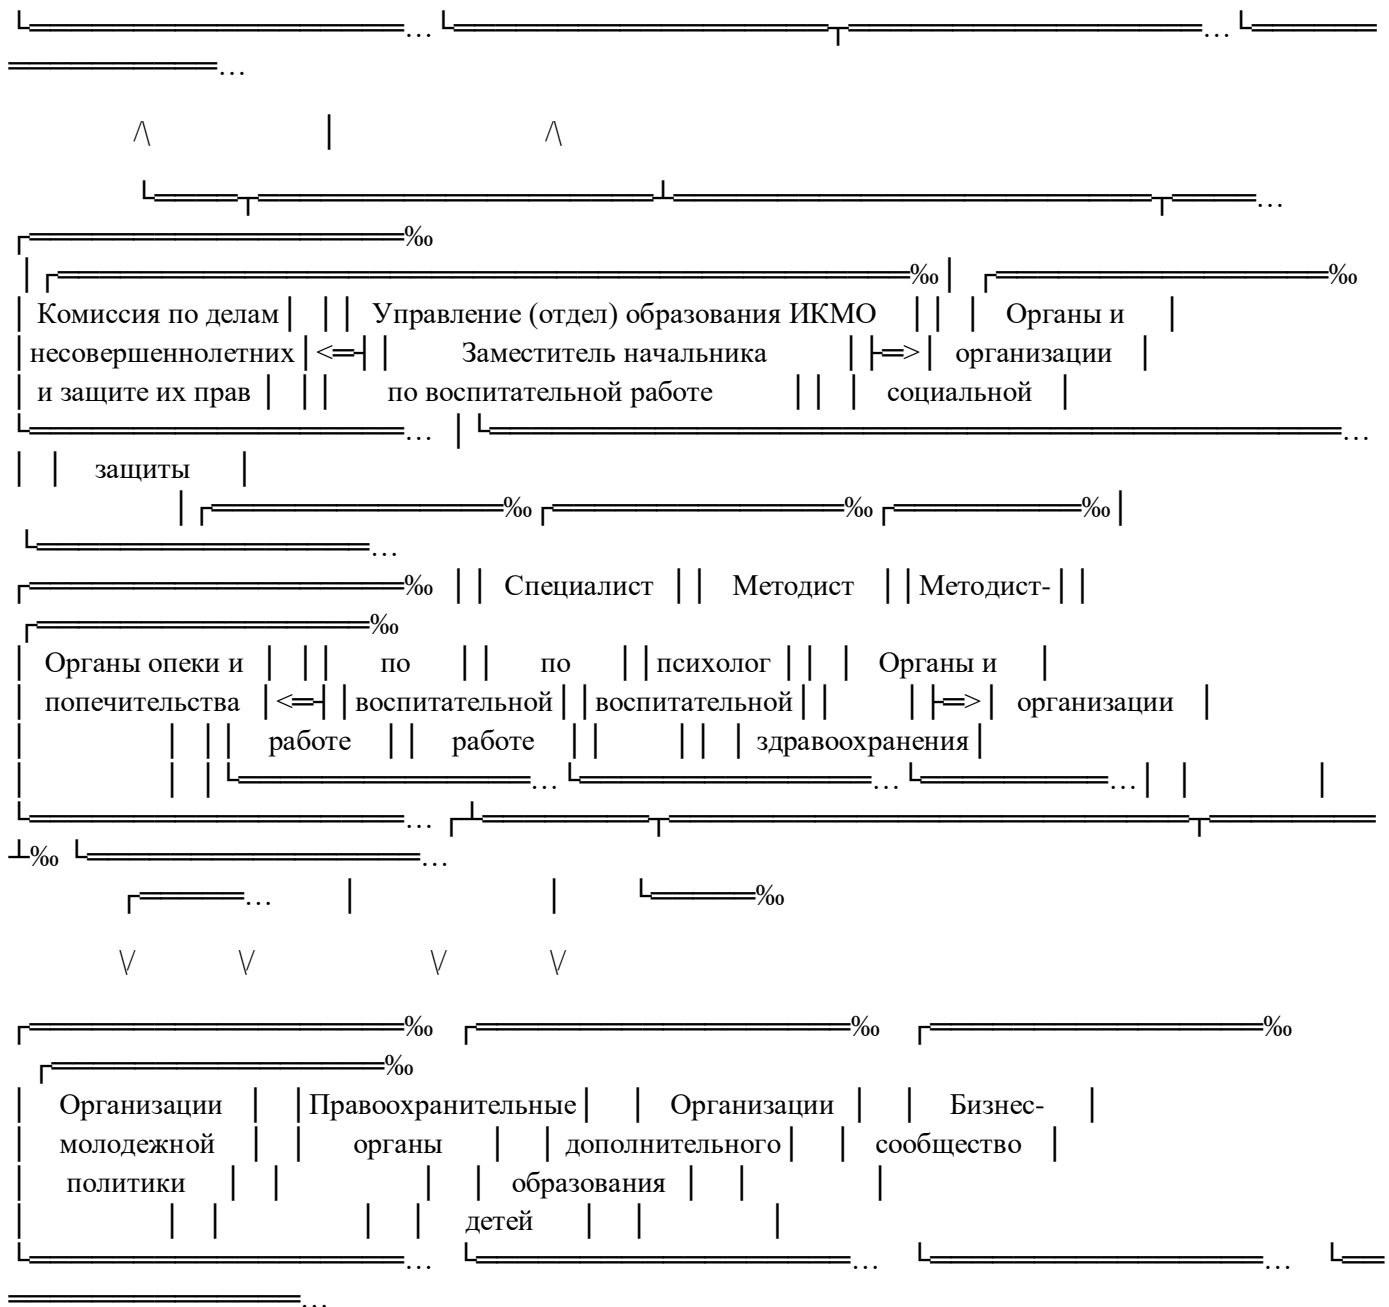 Комиссия по делам Управление (отдел) образования ИКМО Органы и
несовершеннолетних <=┤ Заместитель начальника ├=> организации
и защите их прав по воспитательной работе социальной
защиты
Специалист Методист Методист-
Органы опеки и по по психолог Органы и
попечительства <=┤ воспитательной воспитательной ├=> организации
работе работе здравоохранения
Организации Правоохранительные Организации Бизнес-
молодежной органы дополнительного сообщество
политики образования
детей